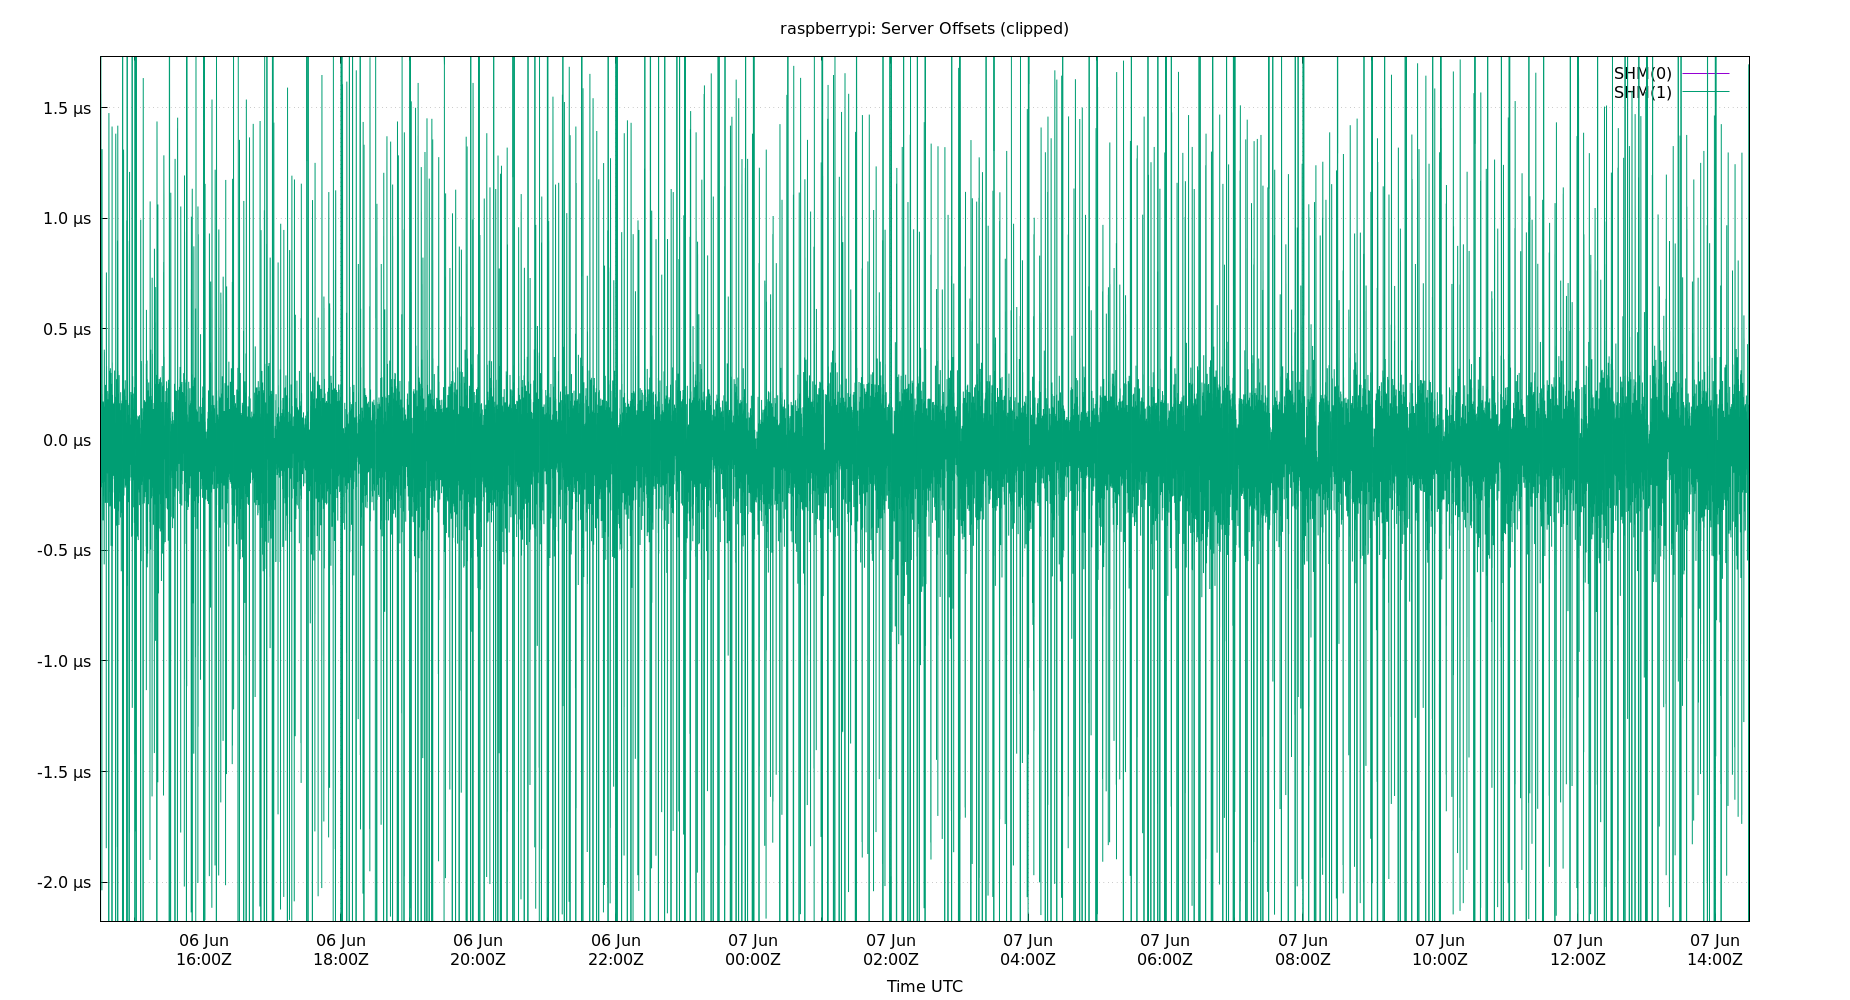 raspberrypi: Server Offsets (clipped)
SHM(0)
SHM(1)
1.5 µs
1.0 µs
0.5 µs
0.0 µs
-0.5 µs
-1.0 µs
-1.5 µs
-2.0 µs
06 Jun 06 Jun 06 Jun 06 Jun 07 Jun 07 Jun 07 Jun 07 Jun 07 Jun 07 Jun 07 Jun 07 Jun
16:00Z 18:00Z 20:00Z 22:00Z 00:00Z 02:00Z 04:00Z 06:00Z 08:00Z 10:00Z 12:00Z 14:00Z
Time UTC